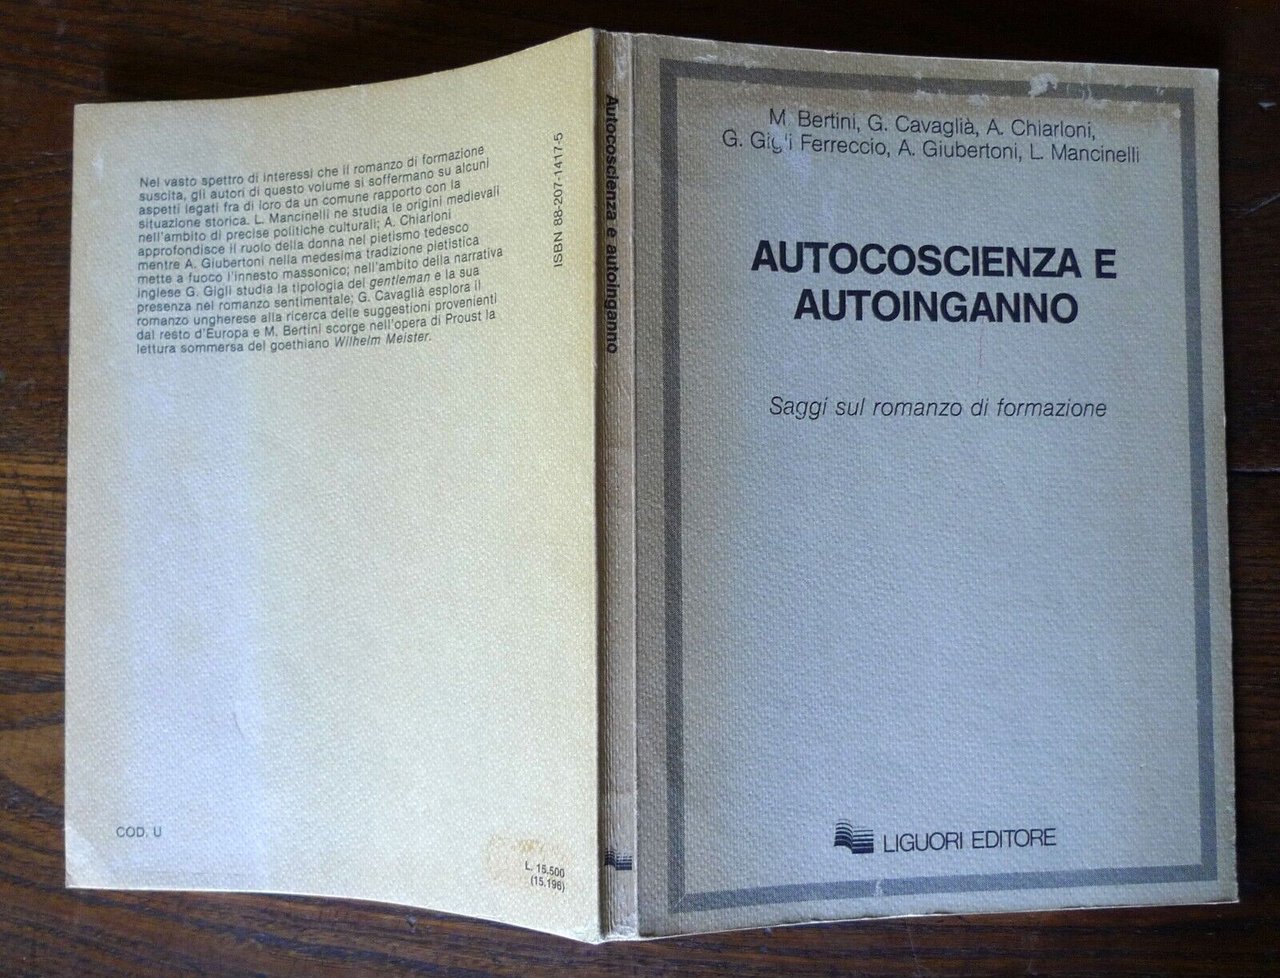 Nel vasto spettro di interessi che il romanzo di formazione
suscita, gli autori di questo volume si soffermano su alcuni
aspetti legati fra di loro da un comune rapporto con la
situazione storica. L. Mancinelli ne studia le origini medievali
nell'ambito di precise politiche culturali; A. Chiarloni
approfondisce il ruolo della donna nel pietismo tedesco
mentre A. Giubertoni nella medesima tradizione pietistica
mette a fuoco l'innesto massonico; nell'ambito della narrativa
inglese G. Gigli studia la tipologia del gentleman e la sua
presenza nel romanzo sentimentale; G. Cavaglià esplora il
romanzo ungherese alla ricerca delle suggestioni provenienti
dal resto d'Europa e M. Bertini scorge nell'opera di Proust la
lettura sommersa del goethiano Wilhelm Meister.
ISBN 88-207-1417-5
COD. U
L. 15.500
(15.196)
Autocoscienza e autoinganno
M. Bertini, G. Cavaglià, A. Chiarloni,
G. Gigli Ferreccio, A. Giubertoni, L. Mancinelli
AUTOCOSCIENZA E
AUTOINGANNO
Saggi sul romanzo di formazione
LIGUORI EDITORE